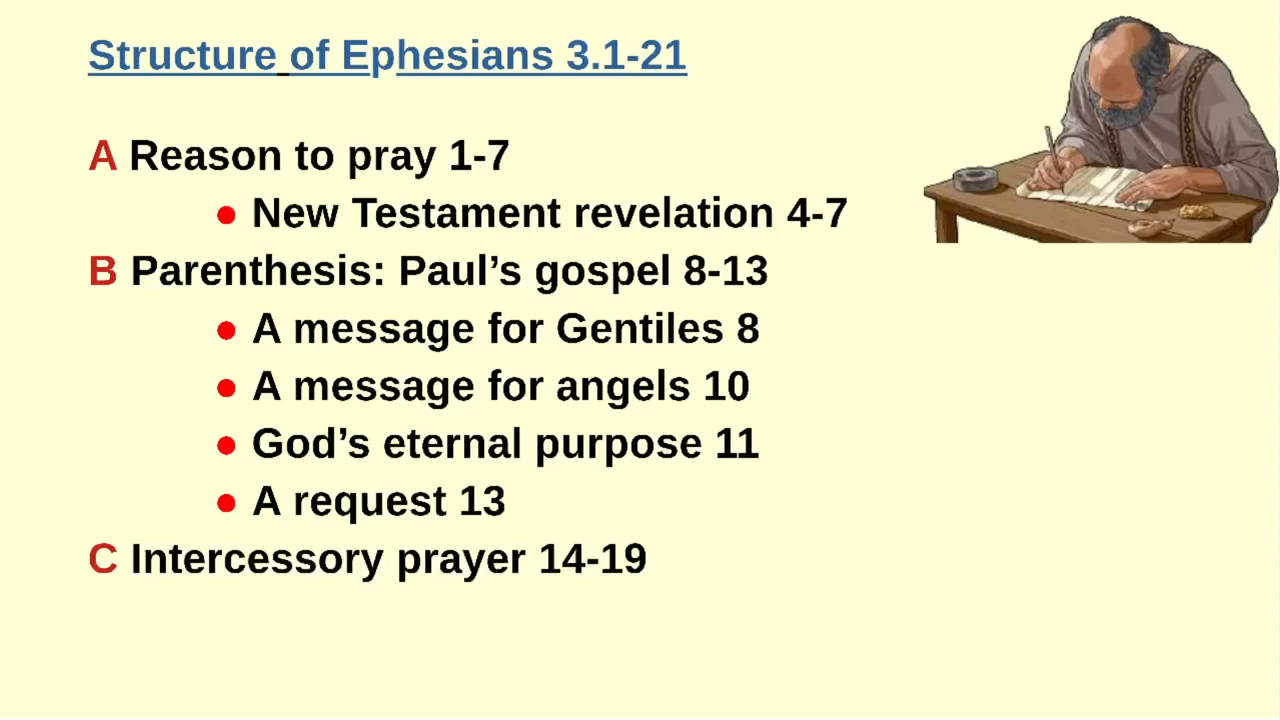 Structure of Ephesians 3.1-21
A Reason to pray 1-7
● New Testament revelation 4-7
B Parenthesis: Paul’s gospel 8-13
● A message for Gentiles 8
● A message for angels 10
● God’s eternal purpose 11
● A request 13
C Intercessory prayer 14-19